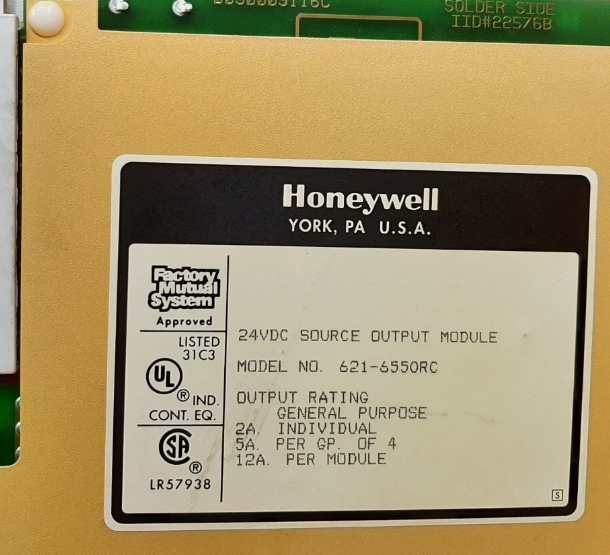 SOLDER SIDE
IID#22576B
Honeywell
YORK, PA U.S.A.
Factory
Mutual
System
Approved
LISTED
31C3
UL
® IND.
CONT. EQ.
SA
®
LR57938
24VDC SOURCE OUTPUT MODULE
MODEL NO. 621-6550RC
OUTPUT RATING
GENERAL PURPOSE
2A. INDIVIDUAL
5A. PER GP. OF 4
12A. PER MODULE
S